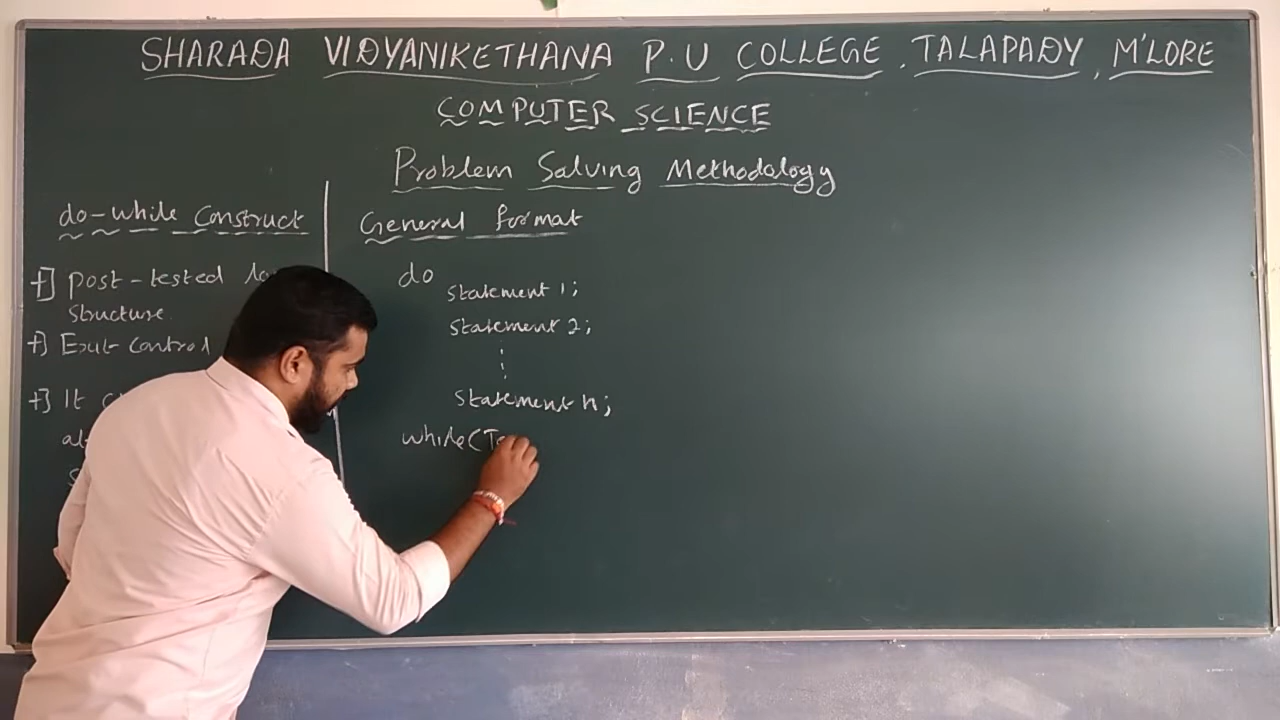 SHARADA VIDYANIKETHANA P.U COLLEGE, TALAPADY, M'LORE
COMPUTER SCIENCE
Problem Solving Methodology
do-while Construct
+] Post-tested
structure.
+] Exit control
+] It
General format
do
statement 1;
statement 2;
statement n;
while(Te